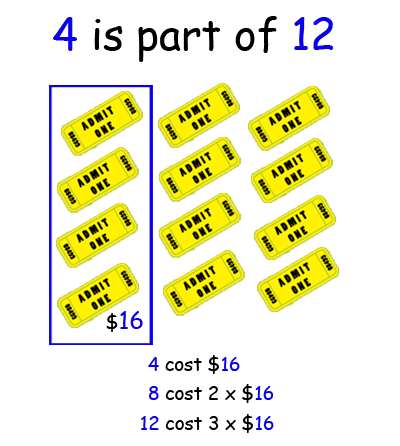 4 is part of 12
ADMIT
ONE
ADMIT
ONE
ADMIT
ONE
ADMIT
ONE
ADMIT
ONE
ADMIT
ONE
ADMIT
ONE
ADMIT
ONE
ADMIT
ONE
ADMIT
ONE
ADMIT
ONE
ADMIT
ONE
$16
4 cost $16
8 cost 2 x $16
12 cost 3 x $16